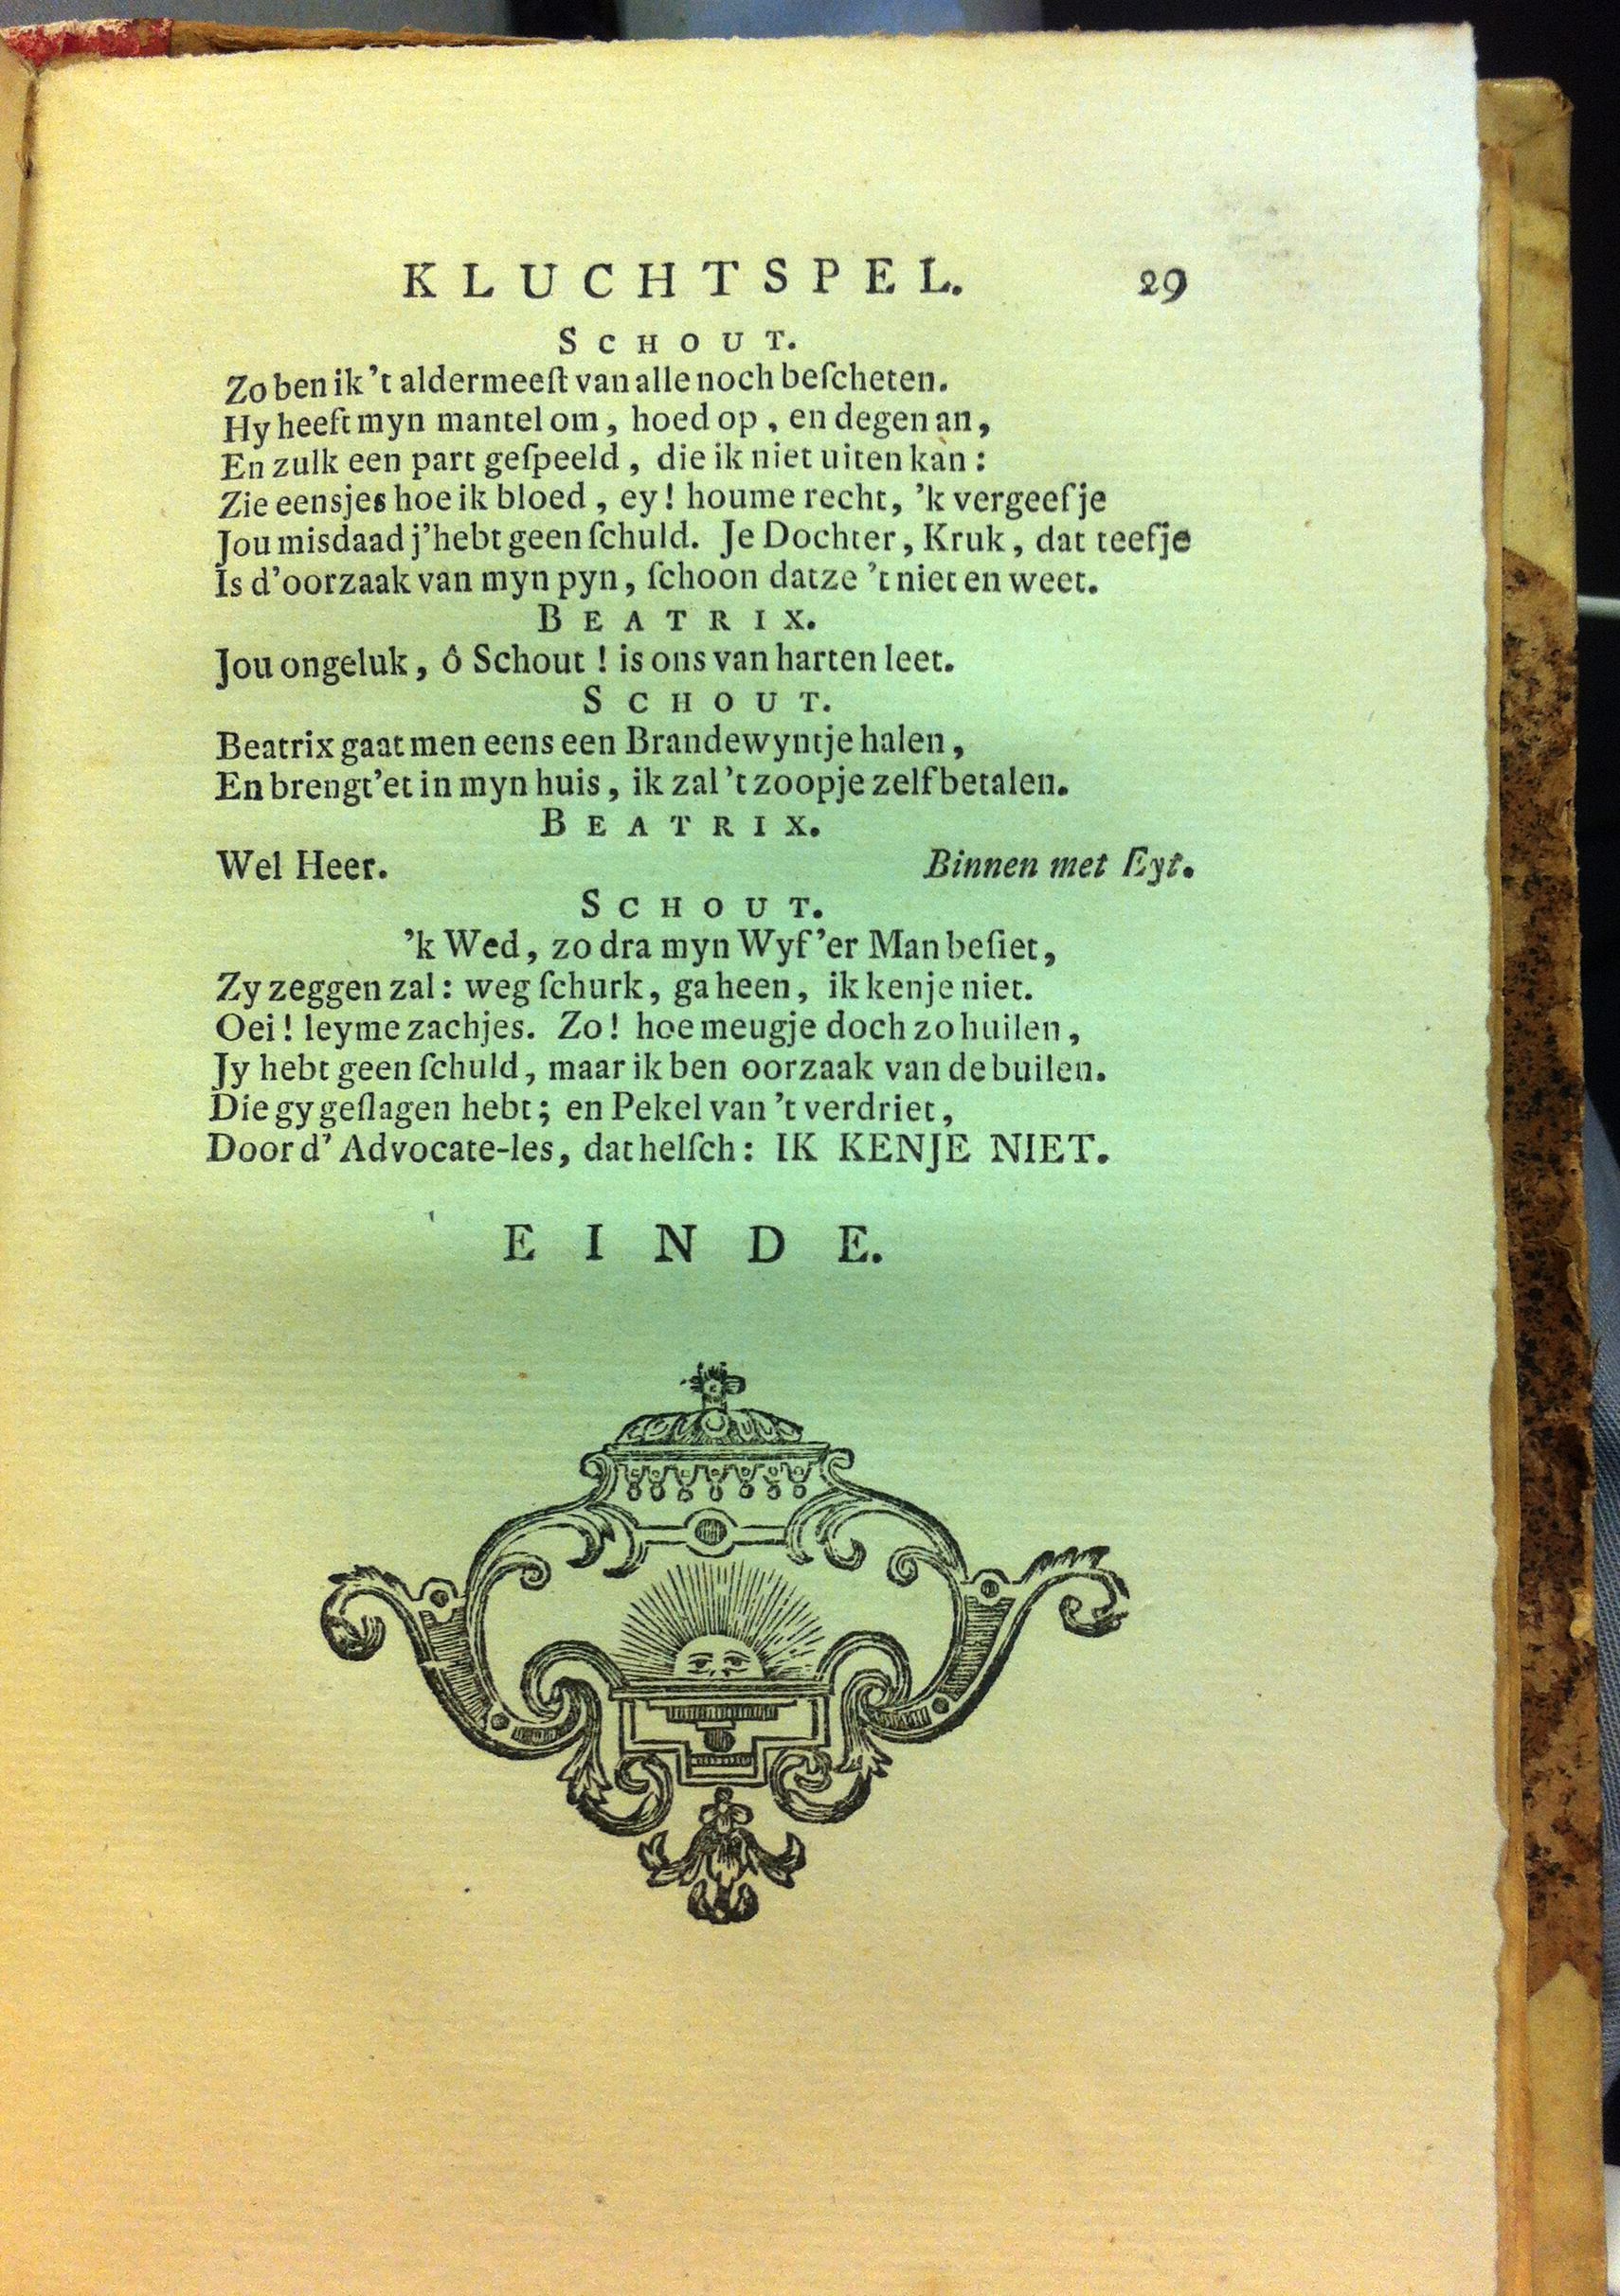 KLUCHTSPEL. 29
SCHOUT.
Zo ben ik 't aldermeeſt van alle noch beſcheten.
Hy heeft myn mantel om, hoed op, en degen an,
En zulk een part geſpeeld, die ik niet uiten kàn:
Zie eensjes hoe ik bloed, ey! houme recht, 'k vergeef je
Jou misdaad j'hebt geen ſchuld. Je Dochter, Kruk, dat teefje
Is d'oorzaak van myn pyn, ſchoon datze 't niet en weet.
BEATRIX.
Jou ongeluk, ô Schout! is ons van harten leet.
SCHOUT.
Beatrix gaat men eens een Brandewyntje halen,
En brengt'et in myn huis, ik zal 't zoopje zelf betalen.
BEATRIX.
Wel Heer. Binnen met Eyt.
SCHOUT.
'k Wed, zo dra myn Wyf 'er Man beſiet,
Zy zeggen zal: weg ſchurk, ga heen, ik kenje niet.
Oei! leyme zachjes. Zo! hoe meugje doch zo huilen,
Jy hebt geen ſchuld, maar ik ben oorzaak van de builen.
Die gy geſlagen hebt; en Pekel van 't verdriet,
Door d' Advocate-les, dat helſch: IK KENJE NIET.
EINDE.